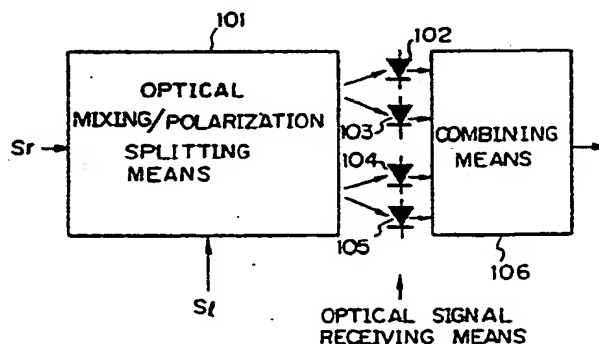 101
102
OPTICAL
MIXING/POLARIZATION
SPLITTING
MEANS
103
104
105
COMBINING
MEANS
Sr
Sℓ
106
OPTICAL SIGNAL
RECEIVING MEANS